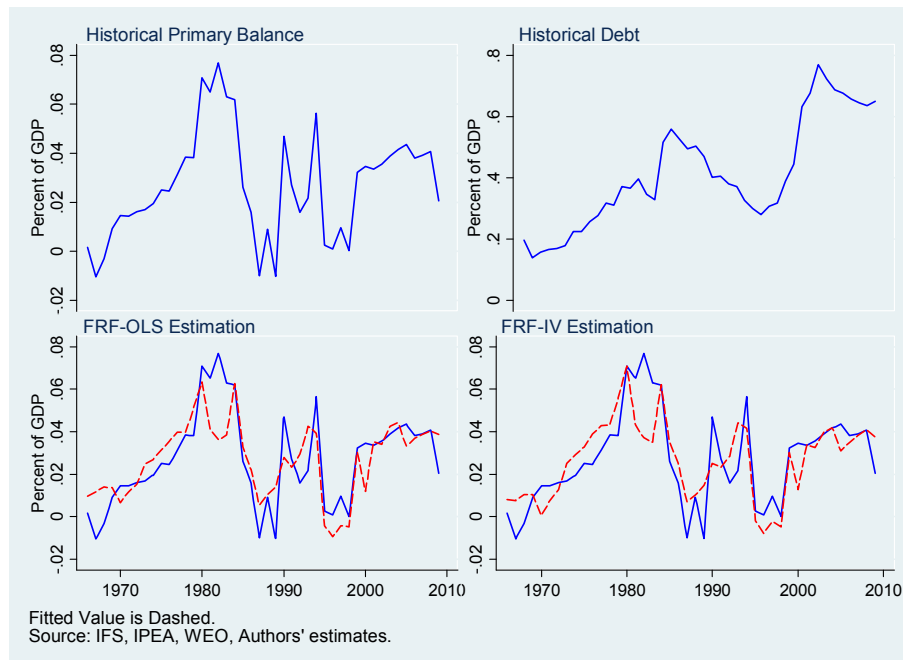 Historical Primary Balance
Percent of GDP
.08
.06
.04
.02
0
-.02
Historical Debt
.8
.6
.4
.2
0
FRF-OLS Estimation
Percent of GDP
.08
.06
.04
.02
0
-.02
1970 1980 1990 2000 2010
FRF-IV Estimation
.08
.06
.04
.02
0
-.02
1970 1980 1990 2000 2010
Fitted Value is Dashed.
Source: IFS, IPEA, WEO, Authors' estimates.